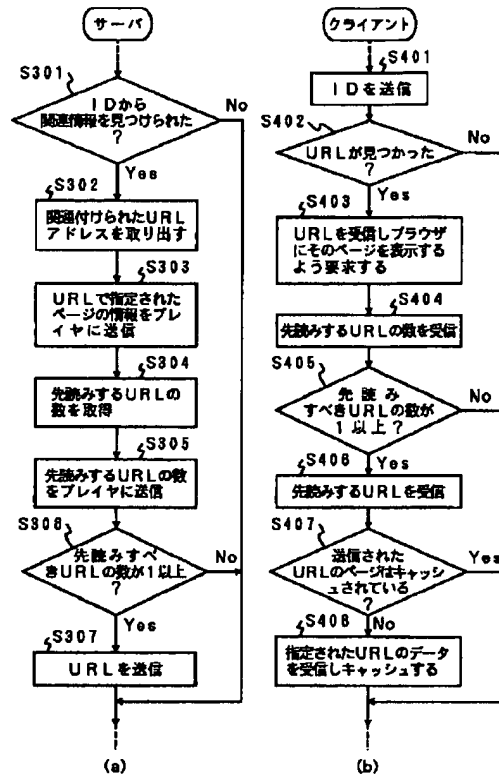 サーバ
S301
IDから
関連情報を見つけられた
?
No
Yes
S302
関連付けられたURL
アドレスを取り出す
S303
URLで指定された
ページの情報をプレ
イヤに送信
S304
先読みするURLの
数を取得
S305
先読みするURLの数
をプレイヤに送信
S306
先読みすべ
きURLの数が1以上
?
No
Yes
S307
URLを送信
(a)
クライアント
S401
IDを送信
S402
URLが見つかった
?
No
Yes
S403
URLを受信しブラウザ
にそのページを表示する
よう要求する
S404
先読みするURLの数を受信
S405
先読み
すべきURLの数が
1以上?
No
Yes
S406
先読みするURLを受信
S407
送信された
URLのページはキャッシ
ュされている
?
Yes
No
S408
指定されたURLのデータ
を受信しキャッシュする
(b)